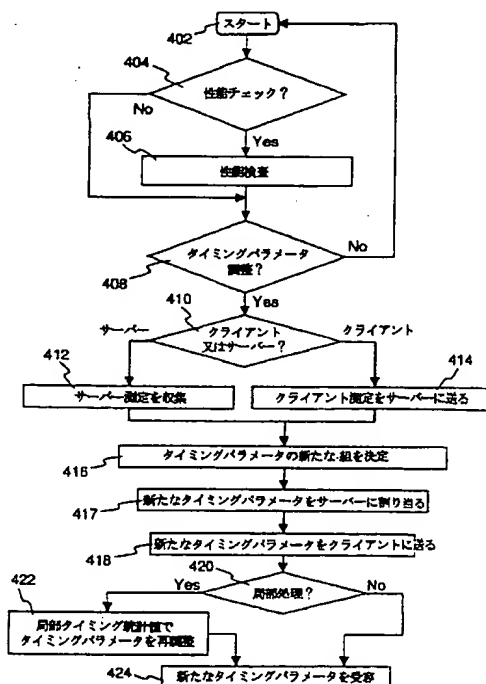 402
スタート
404
性能チェック?
No
Yes
406
性能検査
タイミングパラメータ
調整?
No
408
Yes
410
サーバー
クライアント
又はサーバー?
クライアント
412
サーバー測定を収集
414
クライアント測定をサーバーに送る
416
タイミングパラメータの新たな組を決定
417
新たなタイミングパラメータをサーバーに割り当る
418
新たなタイミングパラメータをクライアントに送る
420
局部処理?
Yes
No
422
局部タイミング統計値で
タイミングパラメータを再調整
424
新たなタイミングパラメータを受容